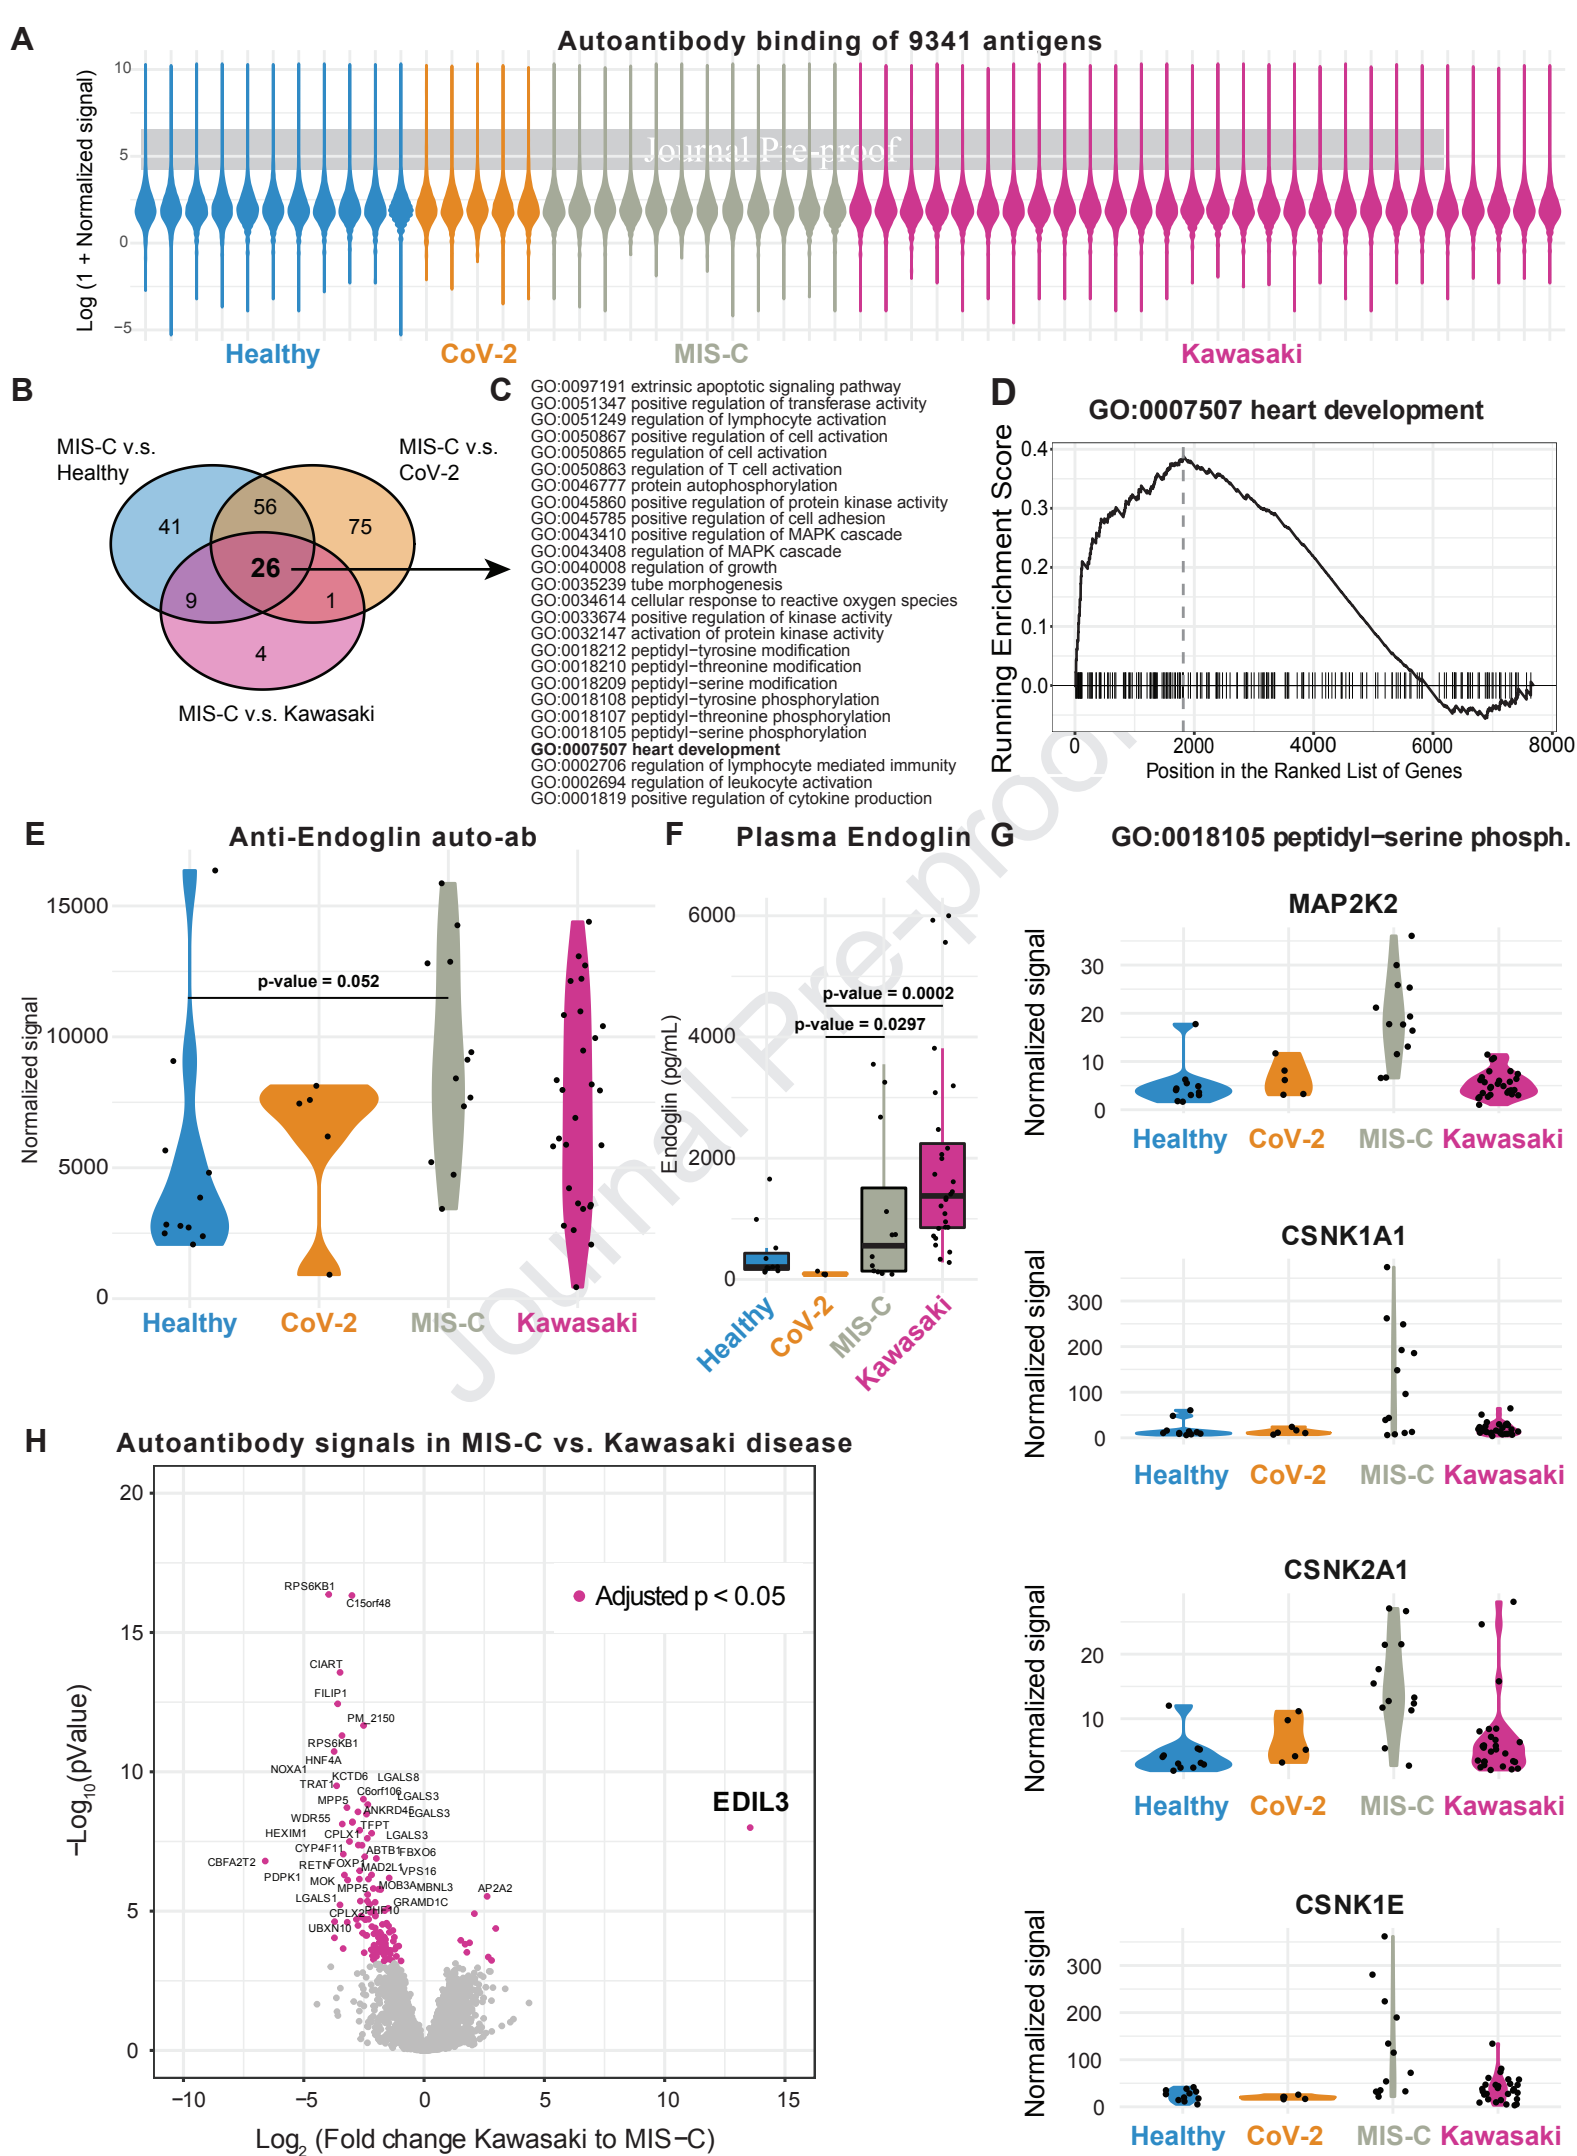 A
Autoantibody binding of 9341 antigens
Log (1 + Normalized signal)
10
5
0
−5
Journal Pre-proof
Healthy
CoV-2
MIS-C
Kawasaki
B
MIS-C v.s.
Healthy
MIS-C v.s.
CoV-2
41
56
75
26
9
1
4
MIS-C v.s. Kawasaki
C
GO:0097191 extrinsic apoptotic signaling pathway
GO:0051347 positive regulation of transferase activity
GO:0051249 regulation of lymphocyte activation
GO:0050867 positive regulation of cell activation
GO:0050865 regulation of cell activation
GO:0050863 regulation of T cell activation
GO:0046777 protein autophosphorylation
GO:0045860 positive regulation of protein kinase activity
GO:0045785 positive regulation of cell adhesion
GO:0043410 positive regulation of MAPK cascade
GO:0043408 regulation of MAPK cascade
GO:0040008 regulation of growth
GO:0035239 tube morphogenesis
GO:0034614 cellular response to reactive oxygen species
GO:0033674 positive regulation of kinase activity
GO:0032147 activation of protein kinase activity
GO:0018212 peptidyl−tyrosine modification
GO:0018210 peptidyl−threonine modification
GO:0018209 peptidyl−serine modification
GO:0018108 peptidyl−tyrosine phosphorylation
GO:0018107 peptidyl−threonine phosphorylation
GO:0018105 peptidyl−serine phosphorylation
GO:0007507 heart development
GO:0002706 regulation of lymphocyte mediated immunity
GO:0002694 regulation of leukocyte activation
GO:0001819 positive regulation of cytokine production
D
GO:0007507 heart development
Running Enrichment Score
0.4
0.3
0.2
0.1
0.0
0
2000
4000
6000
8000
Position in the Ranked List of Genes
Journal Pre-proof
E
Anti-Endoglin auto-ab
Normalized signal
15000
10000
5000
0
p-value = 0.052
Healthy
CoV-2
MIS-C
Kawasaki
F
Plasma Endoglin
Endoglin (pg/mL)
6000
4000
2000
0
p-value = 0.0002
p-value = 0.0297
Healthy
CoV-2
MIS-C
Kawasaki
G
GO:0018105 peptidyl−serine phosph.
MAP2K2
Normalized signal
30
20
10
0
Healthy
CoV-2
MIS-C
Kawasaki
CSNK1A1
Normalized signal
300
200
100
0
Healthy
CoV-2
MIS-C
Kawasaki
CSNK2A1
Normalized signal
20
10
Healthy
CoV-2
MIS-C
Kawasaki
CSNK1E
Normalized signal
300
200
100
0
Healthy
CoV-2
MIS-C
Kawasaki
H
Autoantibody signals in MIS-C vs. Kawasaki disease
−Log10(pValue)
20
15
10
5
0
Adjusted p < 0.05
RPS6KB1
C15orf48
CIART
FILIP1
PM_2150
RPS6KB1
HNF4A
NOXA1
KCTD6
LGALS8
TRAT1
C6orf106
LGALS3
MPP5
ANKRD45
LGALS3
WDR55
TFPT
HEXIM1
CPLX1
LGALS3
CYP4F11
ABTB1
FBXO6
CBFA2T2
RETN
FOXP1
MAD2L1
VPS16
PDPK1
MOK
MPP5
MOB3A
MBNL3
AP2A2
LGALS1
GRAMD1C
CPLX2
PHF10
UBXN10
EDIL3
−10
−5
0
5
10
15
Log2 (Fold change Kawasaki to MIS−C)